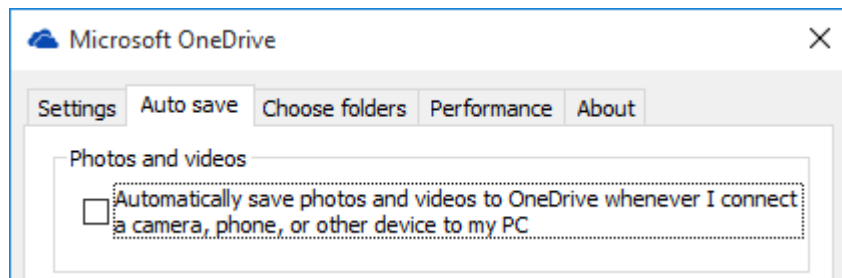 Microsoft OneDrive
Settings Auto save Choose folders Performance About
Photos and videos
Automatically save photos and videos to OneDrive whenever I connect
a camera, phone, or other device to my PC